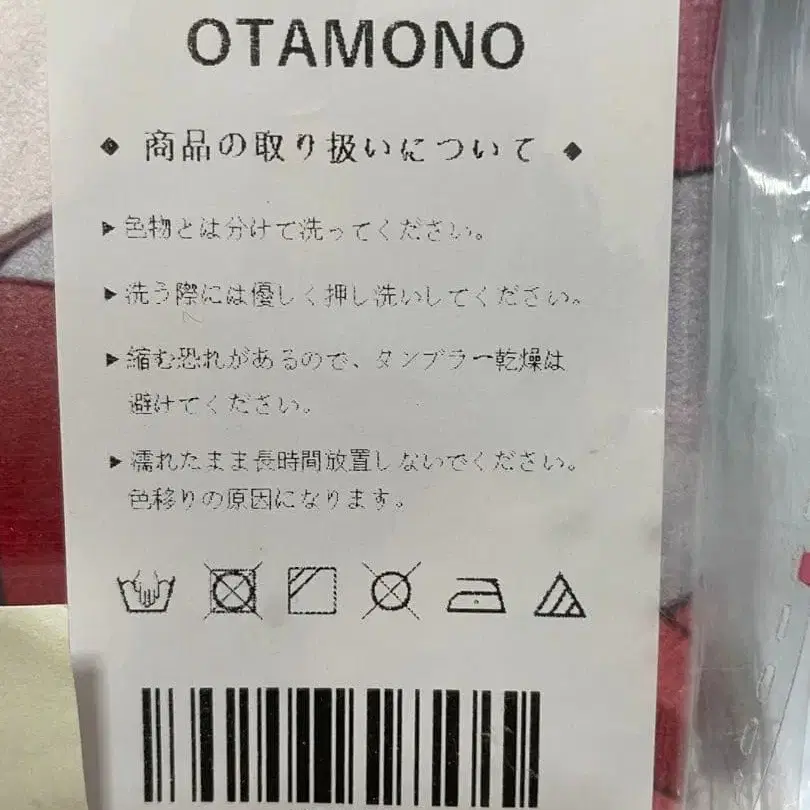 OTAMONO
◆ 商品の取り扱いについて ◆
▶ 色物とは分けて洗ってください。
▶ 洗う際には優しく押し洗いしてください。
▶ 縮む恐れがあるので、タンブラー乾燥は
避けてください。
▶ 濡れたまま長時間放置しないでください。
色移りの原因になります。